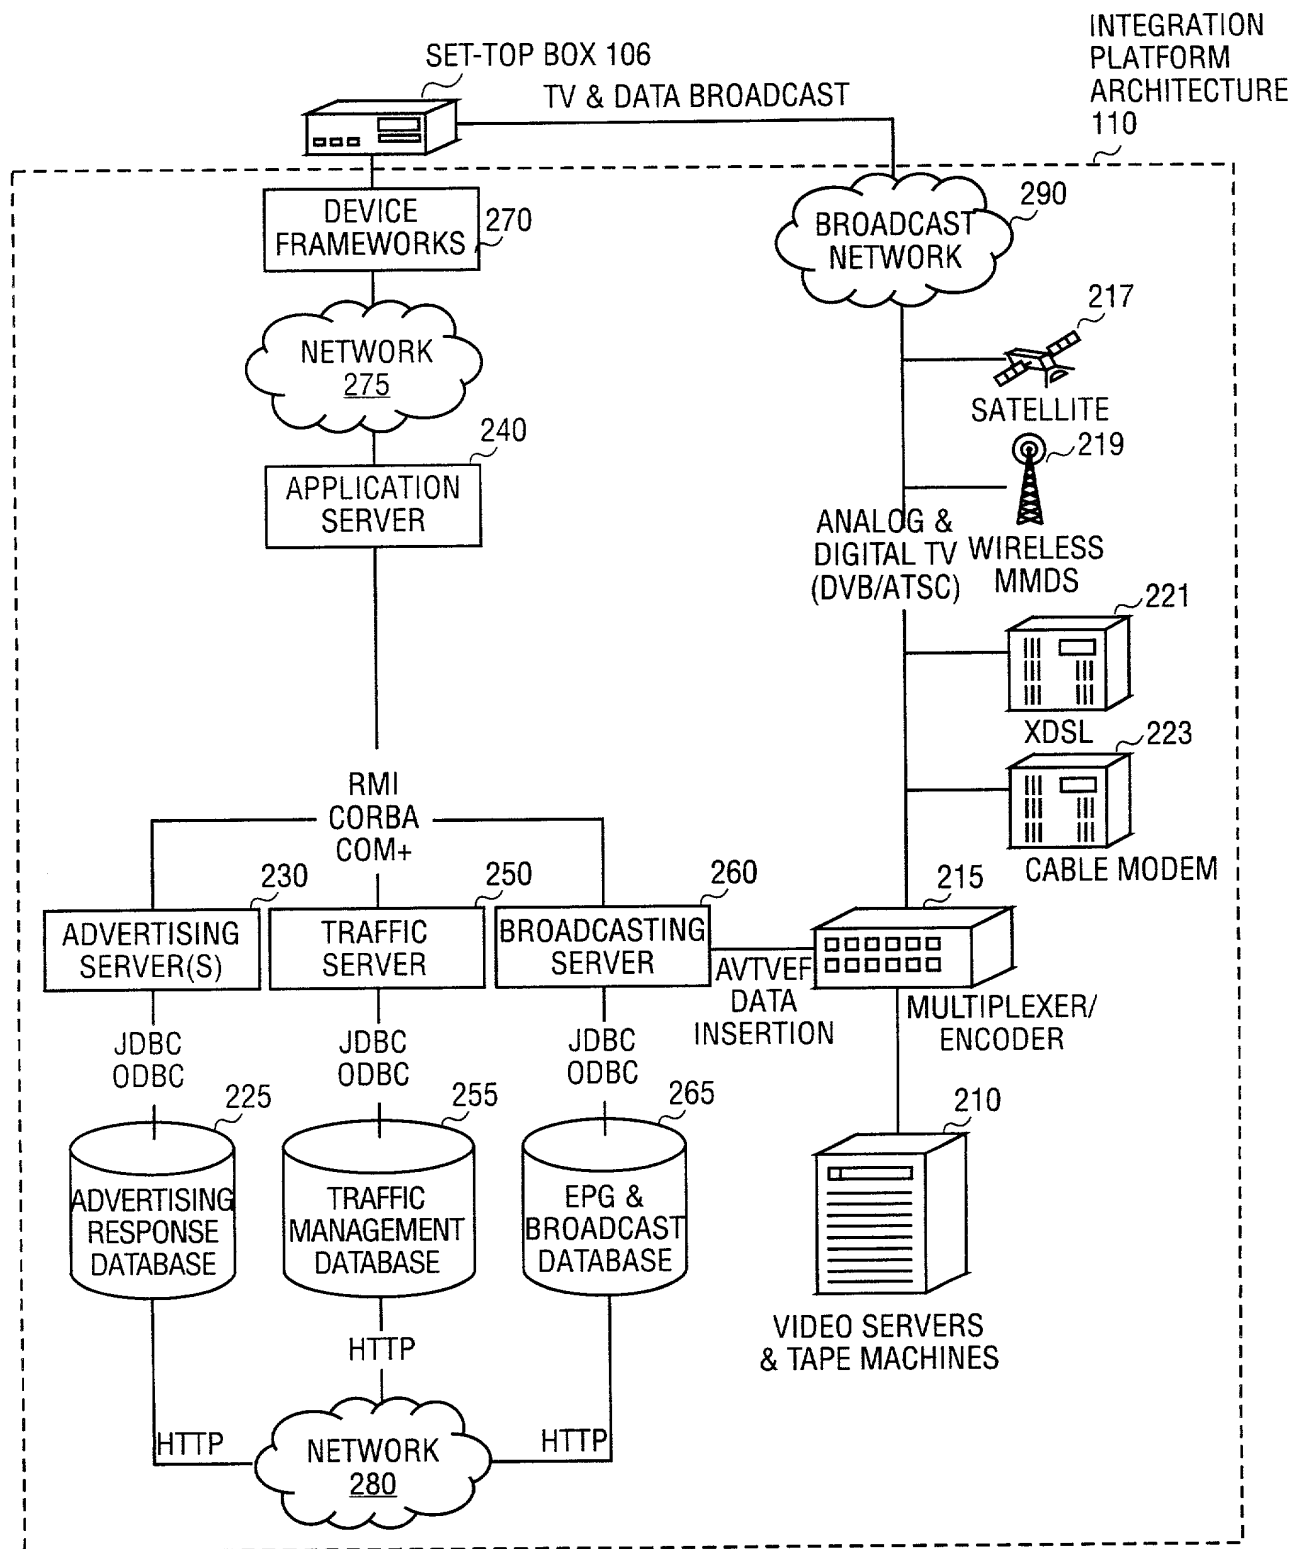 INTEGRATION
PLATFORM
ARCHITECTURE
110
SET-TOP BOX 106
TV & DATA BROADCAST
DEVICE
FRAMEWORKS
270
BROADCAST
NETWORK
290
NETWORK
275
217
SATELLITE
240
APPLICATION
SERVER
219
WIRELESS
MMDS
ANALOG &
DIGITAL TV
(DVB/ATSC)
221
XDSL
223
CABLE MODEM
RMI
CORBA
COM+
230
ADVERTISING
SERVER(S)
250
TRAFFIC
SERVER
260
BROADCASTING
SERVER
AVTVEF
DATA
INSERTION
215
MULTIPLEXER/
ENCODER
JDBC
ODBC
JDBC
ODBC
JDBC
ODBC
225
ADVERTISING
RESPONSE
DATABASE
255
TRAFFIC
MANAGEMENT
DATABASE
265
EPG &
BROADCAST
DATABASE
210
VIDEO SERVERS
& TAPE MACHINES
HTTP
HTTP
HTTP
NETWORK
280